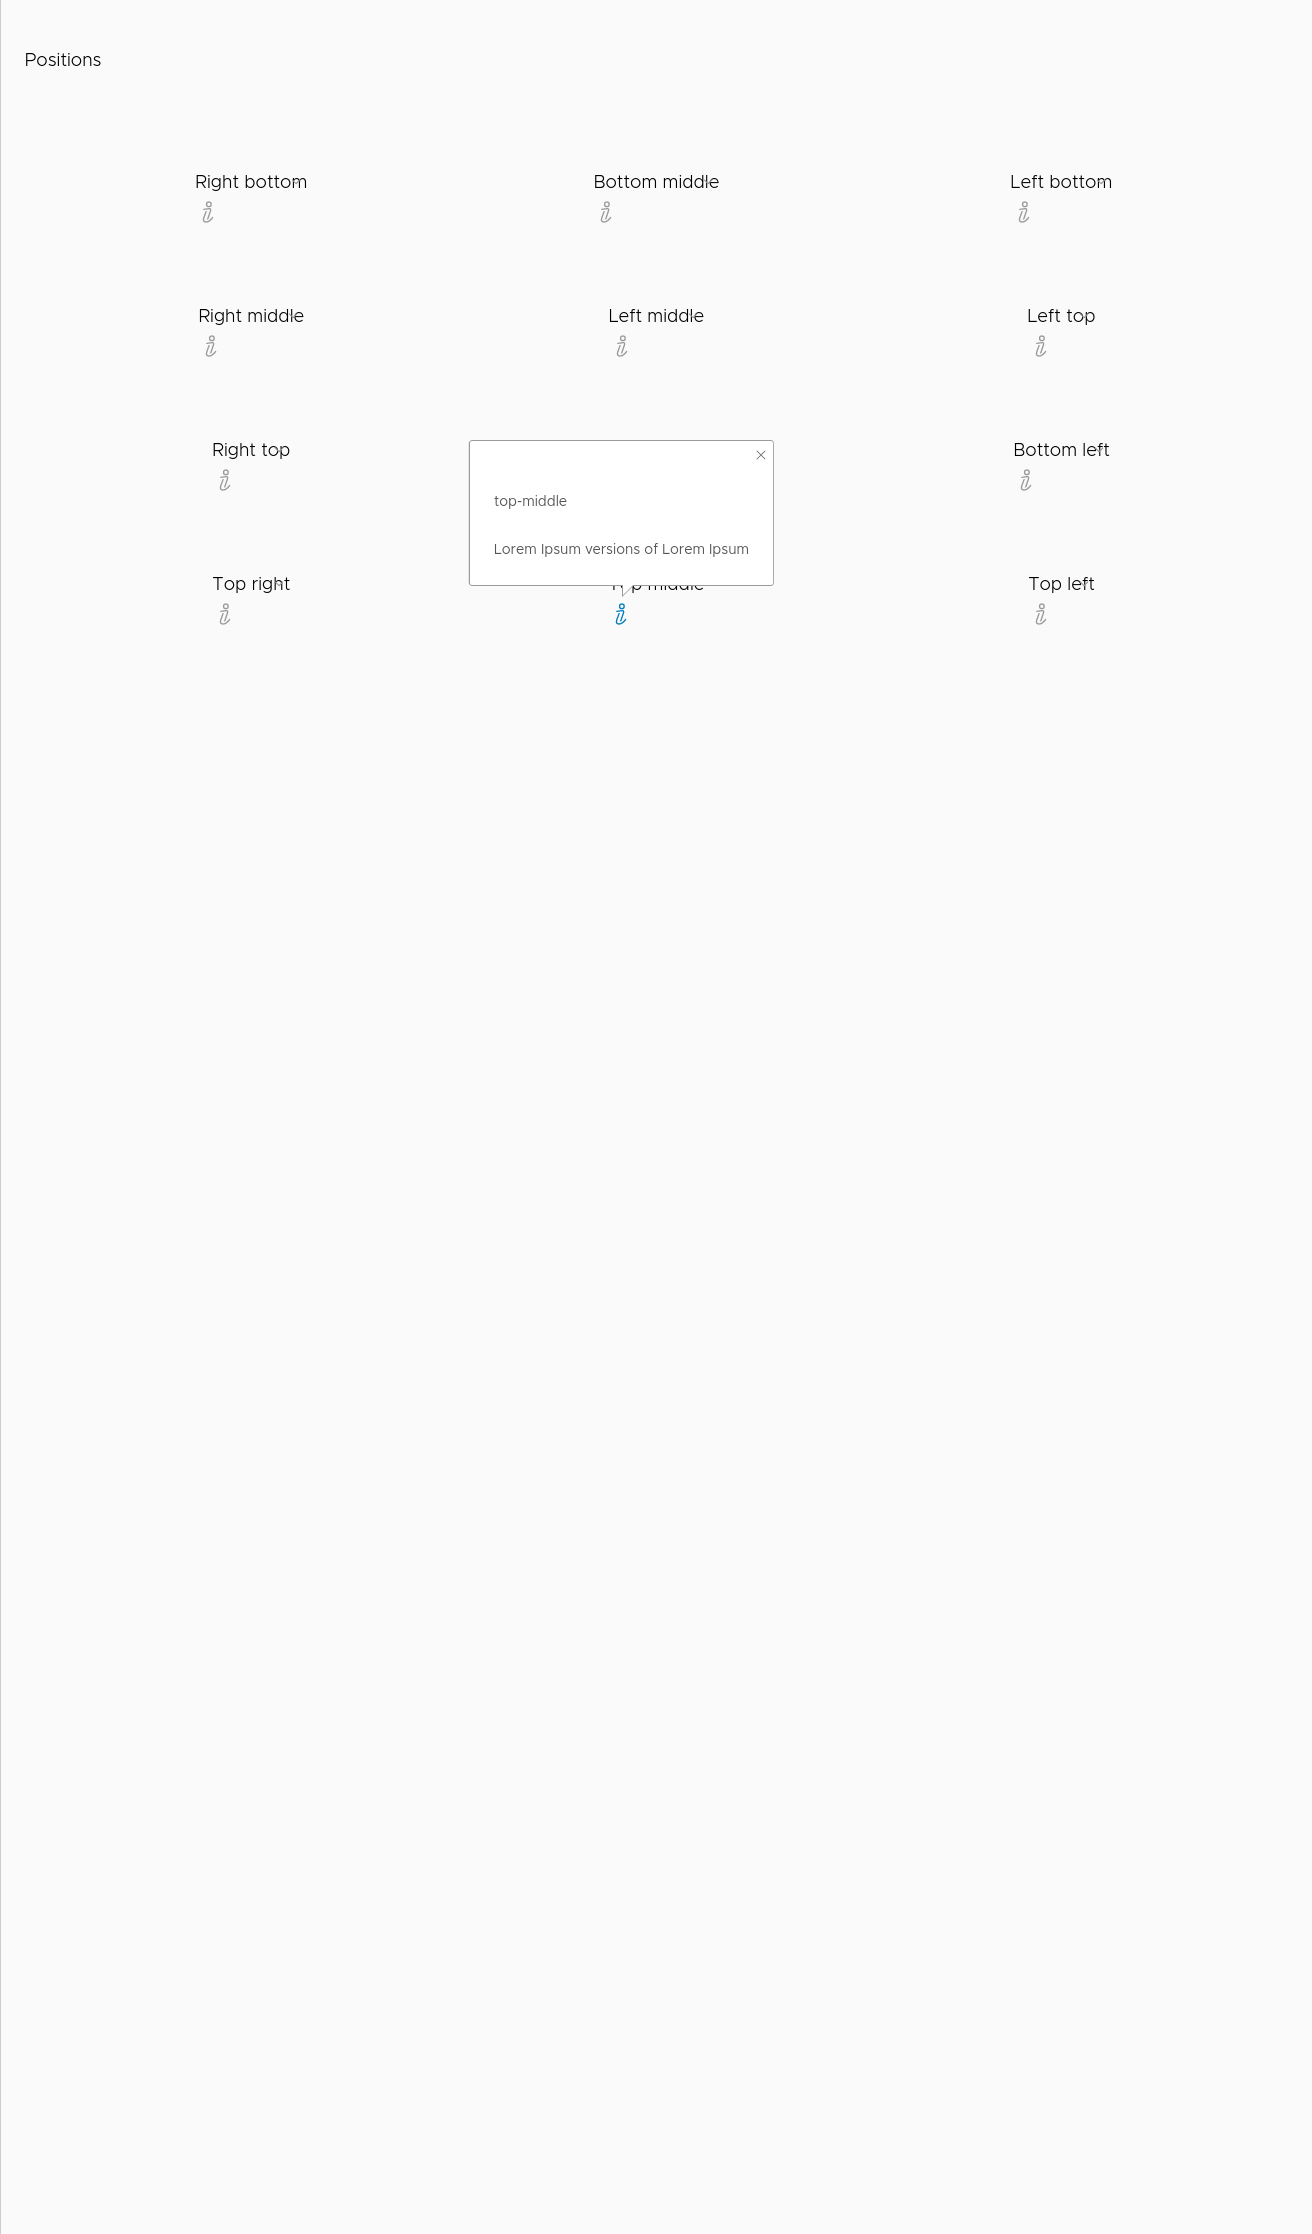 Positions
Right bottom
Bottom middle
Left bottom
Right middle
Left middle
Left top
Right top
Bottom left
top-middle
Lorem Ipsum versions of Lorem Ipsum
Top right
middle
Top left